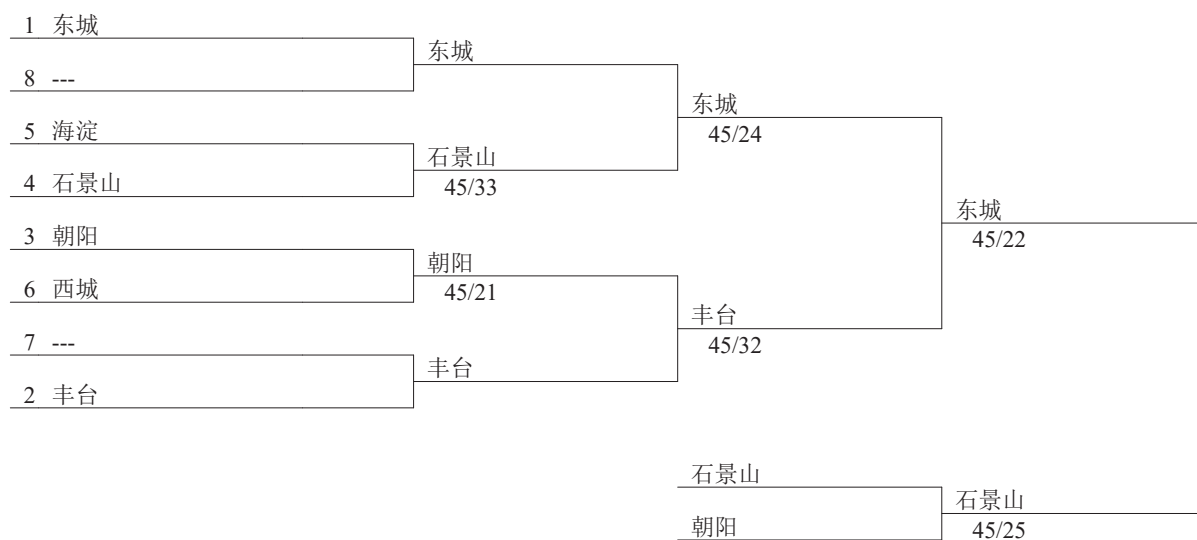 1 东城
8 ---
5 海淀
4 石景山
3 朝阳
6 西城
7 ---
2 丰台
东城
石景山
45/33
朝阳
45/21
丰台
东城
45/24
丰台
45/32
东城
45/22
石景山
朝阳
石景山
45/25